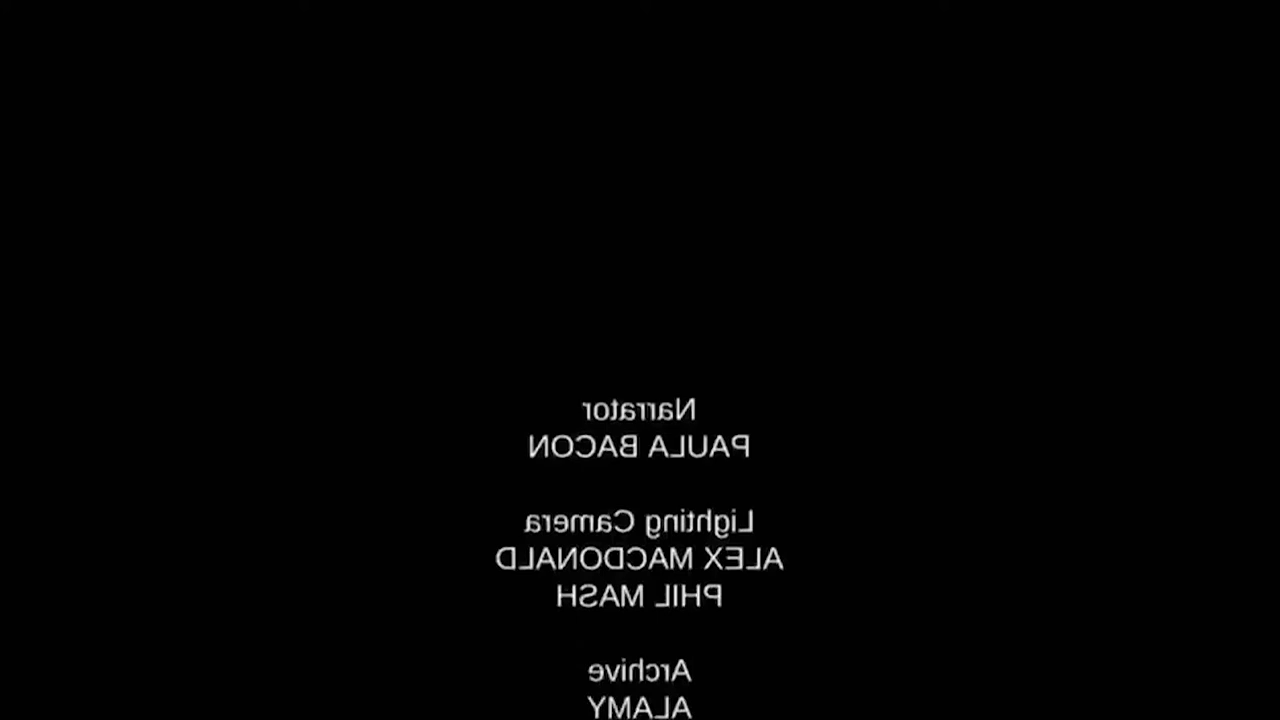 Narrator
PAULA BACON
Lighting Camera
ALEX MACDONALD
PHIL MASH
Archive
ALAMY